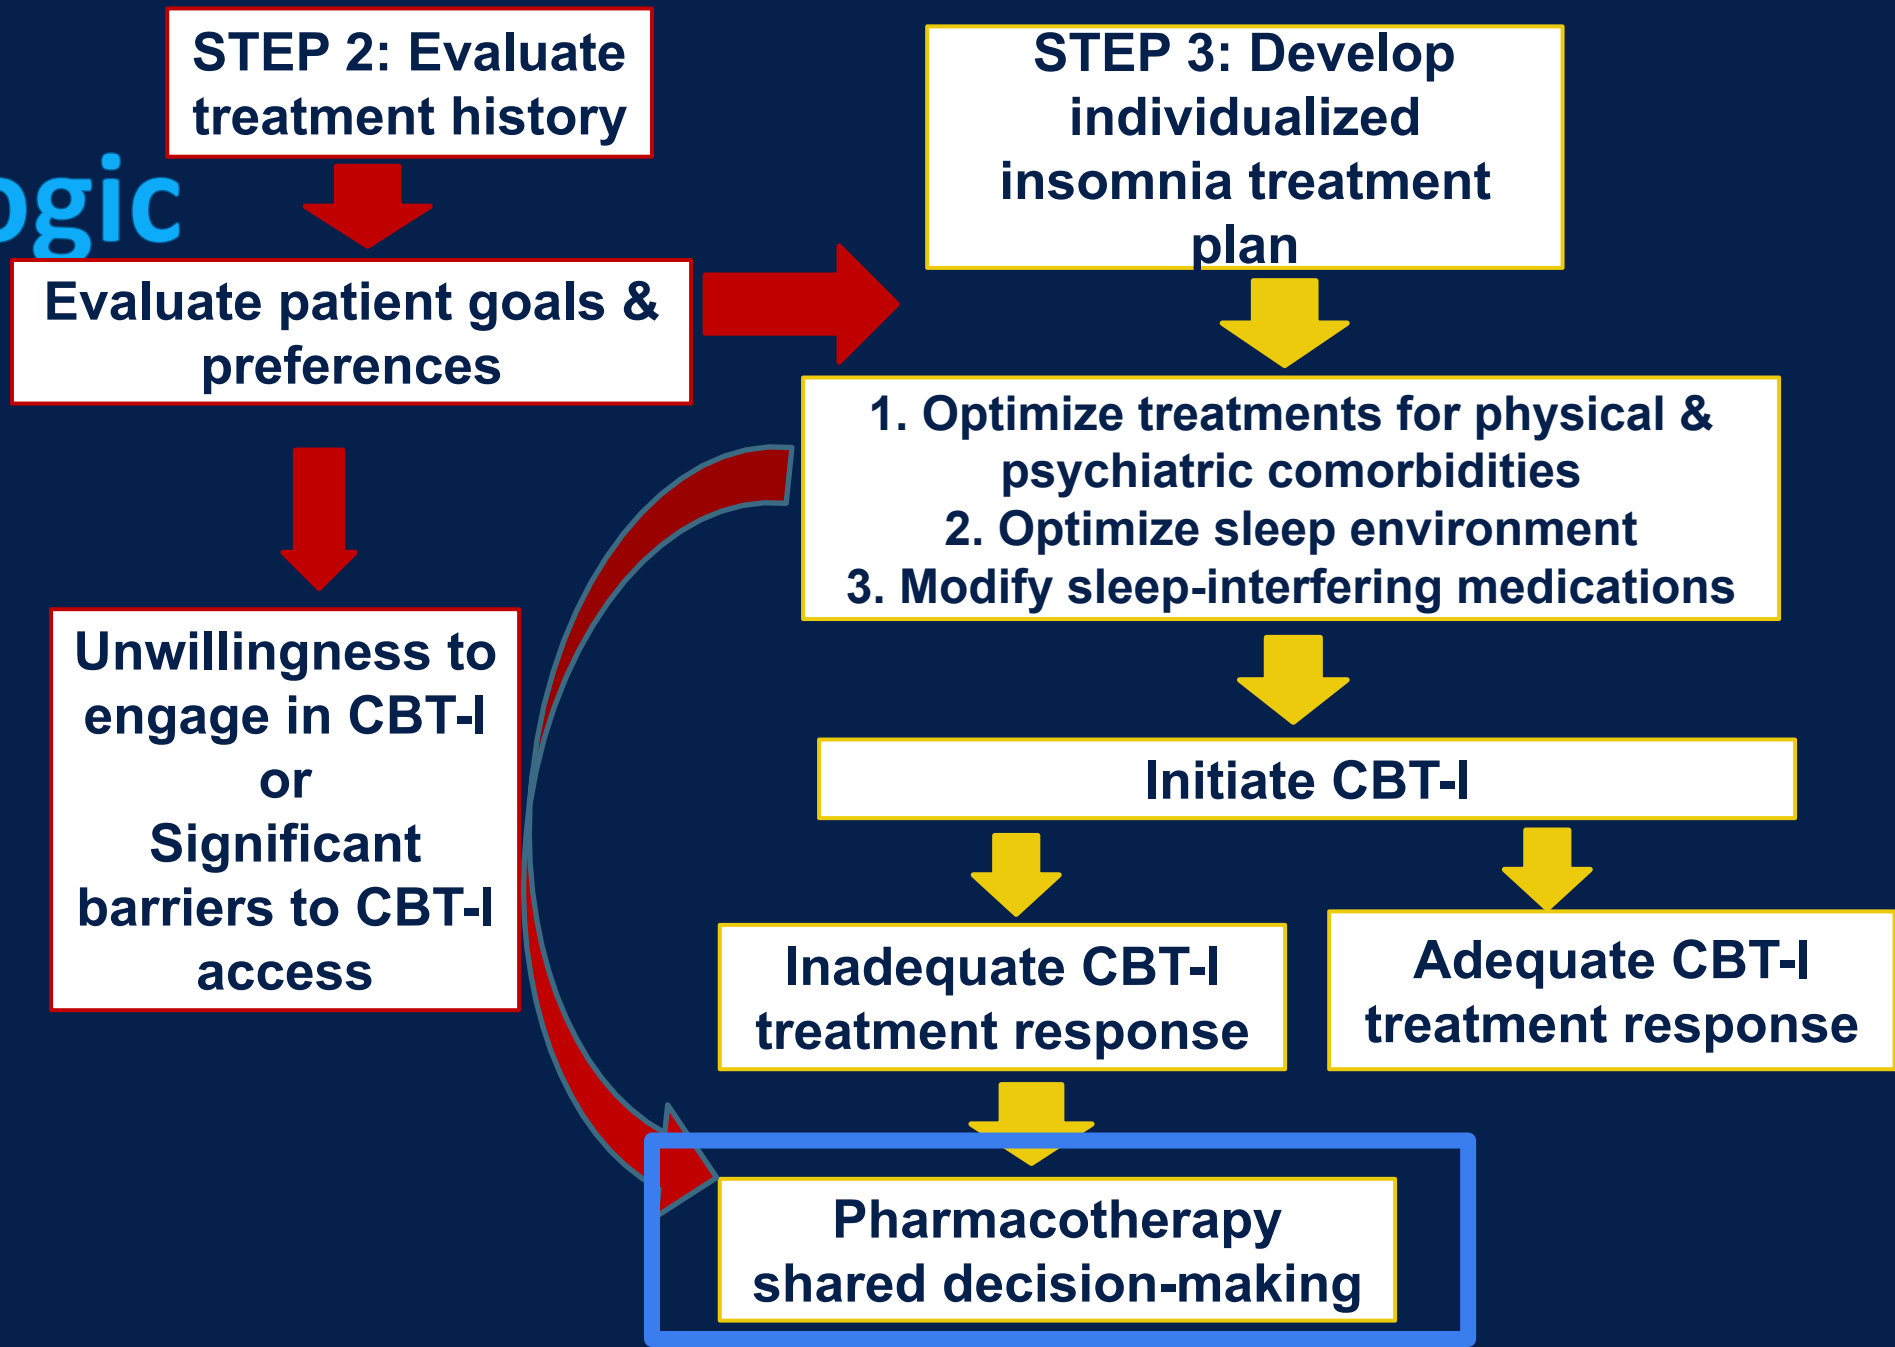 STEP 2: Evaluate
treatment history
ogic
Evaluate patient goals &
preferences
Unwillingness to
engage in CBT-I
or
Significant
barriers to CBT-I
access
STEP 3: Develop
individualized
insomnia treatment
plan
1. Optimize treatments for physical &
psychiatric comorbidities
2. Optimize sleep environment
3. Modify sleep-interfering medications
Initiate CBT-I
Inadequate CBT-I
treatment response
Adequate CBT-I
treatment response
Pharmacotherapy
shared decision-making